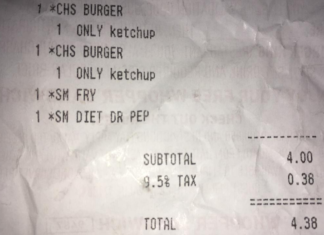 1 *CHS BURGER
1 ONLY ketchup
1 *CHS BURGER
1 ONLY ketchup
1 *SM FRY
1 *SM DIET DR PEP
SUBTOTAL 4.00
9.5% TAX 0.38
TOTAL 4.38